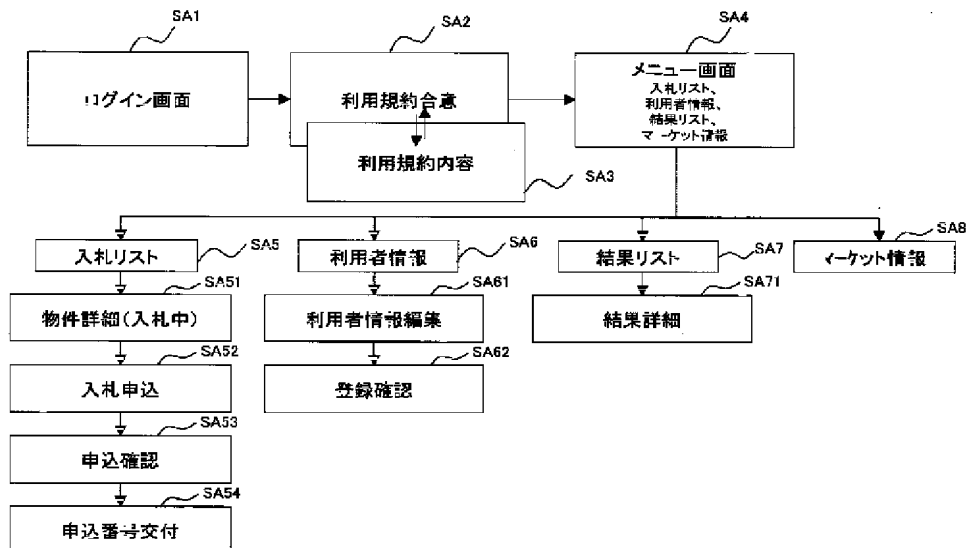 SA1
SA2
SA4
ログイン画面
利用規約合意
メニュー画面
入札リスト、
利用者情報、
結果リスト、
マーケット情報
利用規約内容
SA3
入札リスト
SA5
利用者情報
SA6
結果リスト
SA7
マーケット情報
SA8
SA51
物件詳細(入札中)
SA61
利用者情報編集
SA71
結果詳細
SA52
入札申込
SA62
登録確認
SA53
申込確認
SA54
申込番号交付